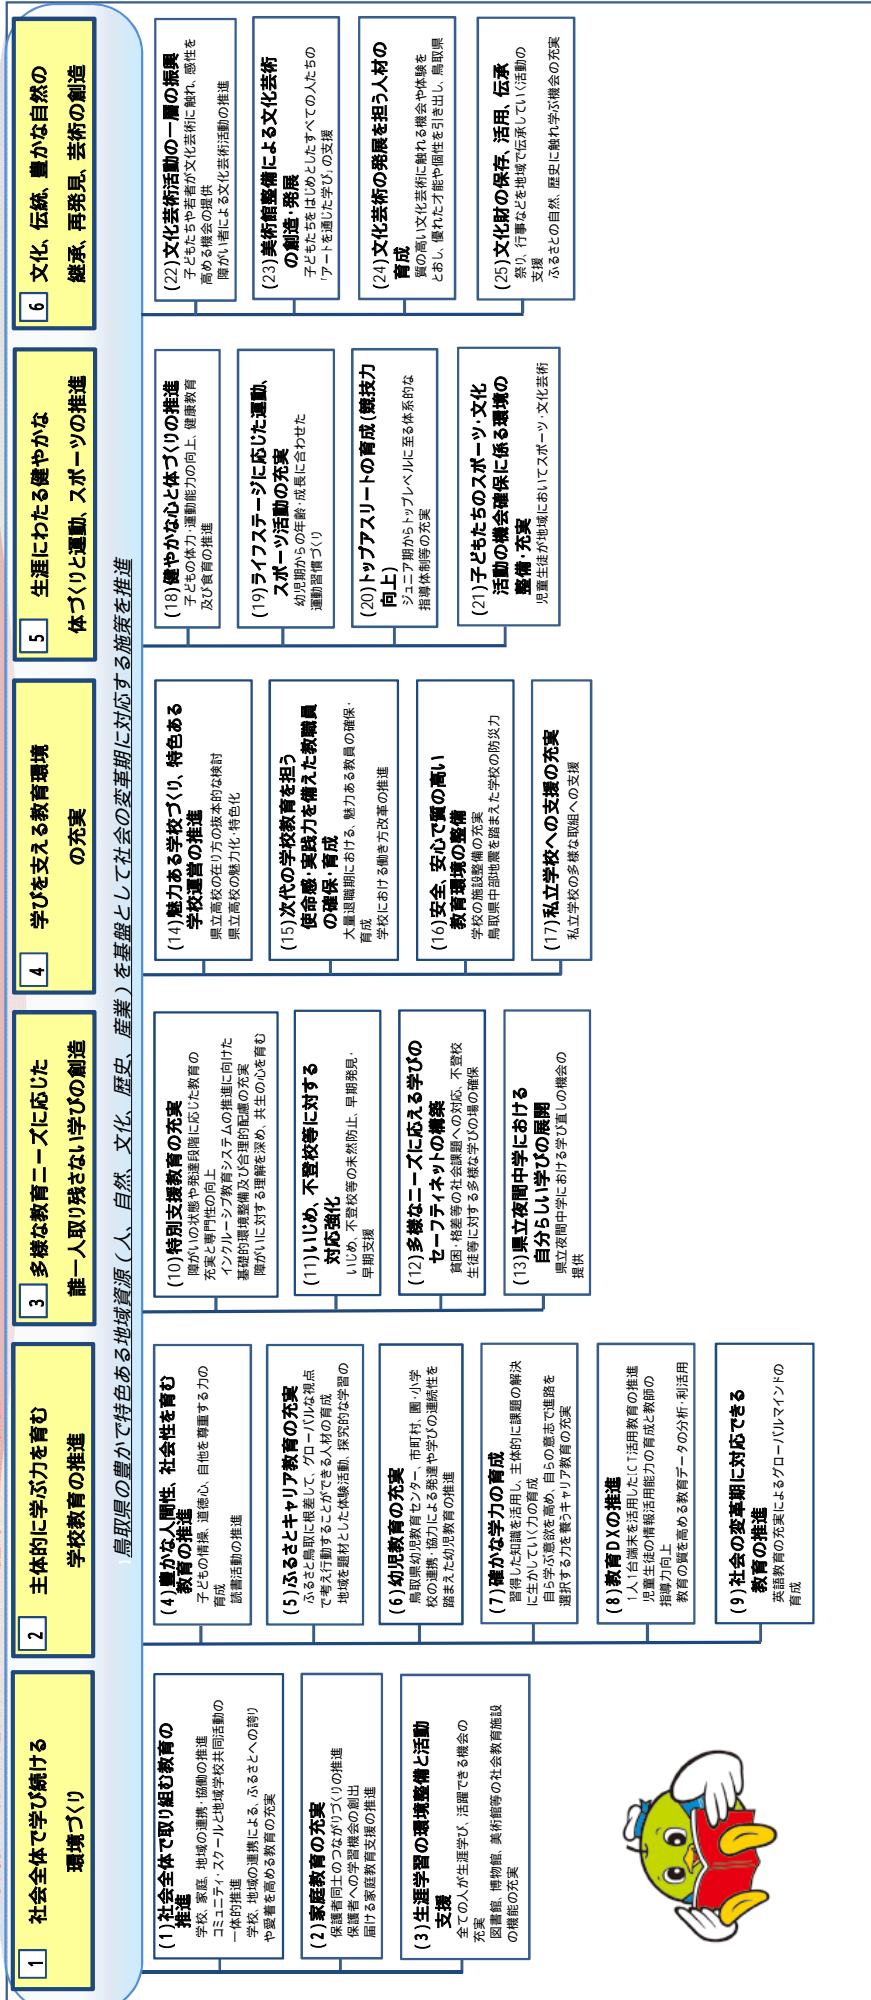 1 社会全体で学び続ける
環境づくり
2 主体的に学ぶ力を育む
学校教育の推進
3 多様な教育ニーズに応じた
誰一人取り残さない学びの創造
4 学びを支える教育環境
の充実
5 生涯にわたる健やかな
体づくりと運動、スポーツの推進
6 文化、伝統、豊かな自然の
継承、再発見、芸術の創造
鳥取県の豊かで特色ある地域資源（人、自然、文化、歴史、産業）を基盤として社会の変革期に対応する施策を推進
(1)社会全体で取り組む教育の
推進
学校、家庭、地域の連携・協働の推進
コミュニティ・スクールと地域学校共同活動の
一体的推進
学校、地域の連携による、ふるさとへの誇り
や愛着を高める教育の充実
(2)家庭教育の充実
保護者同士のつながりづくりの推進
保護者への学習機会の創出
届ける家庭教育支援の推進
(3)生涯学習の環境整備と活動
支援
全ての人が生涯学び、活躍できる機会の
充実
図書館、博物館、美術館等の社会教育施設
の機能の充実
(4)豊かな人間性、社会性を育む
教育の推進
子どもの情操、道徳心、自他を尊重する力の
育成
読書活動の推進
(5)ふるさとキャリア教育の充実
ふるさと鳥取に根差して、グローバルな視点
で考え行動することができる人材の育成
地域を題材とした体験活動、探究的な学習の
(6)幼児教育の充実
鳥取県幼児教育センター、市町村、園・小学
校の連携・協力による発達や学びの連続性を
踏まえた幼児教育の推進
(7)確かな学力の育成
習得した知識を活用し、主体的に課題の解決
に生かしていく力の育成
自ら学ぶ意欲を高め、自らの意志で進路を
選択する力を養うキャリア教育の充実
(8)教育DXの推進
1人1台端末を活用したICT活用教育の推進
児童生徒の情報活用能力の育成と教師の
指導力向上
教育の質を高める教育データの分析・利活用
(9)社会の変革期に対応できる
教育の推進
英語教育の充実によるグローバルマインドの
育成
(10)特別支援教育の充実
障がいの状態や発達段階に応じた教育の
充実と専門性の向上
インクルーシブ教育システムの推進に向けた
基礎的環境整備及び合理的配慮の充実
障がいに対する理解を深め、共生の心を育む
(11)いじめ、不登校等に対する
対応強化
いじめ、不登校等の未然防止、早期発見・
早期支援
(12)多様なニーズに応える学びの
セーフティネットの構築
貧困・格差等の社会課題への対応、不登校
生徒等に対する多様な学びの場の確保
(13)県立夜間中学における
自分らしい学びの展開
県立夜間中学における学び直しの機会の
提供
(14)魅力ある学校づくり、特色ある
学校運営の推進
県立高校の在り方の抜本的な検討
県立高校の魅力化・特色化
(15)次代の学校教育を担う
使命感・実践力を備えた教職員
の確保・育成
大量退職期における、魅力ある教員の確保・
育成
学校における働き方改革の推進
(16)安全、安心で質の高い
教育環境の整備
学校の施設整備の充実
鳥取県中部地震を踏まえた学校の防災力
(17)私立学校への支援の充実
私立学校の多様な取組への支援
(18)健やかな心と体づくりの推進
子どもの体力・運動能力の向上、健康教育
及び食育の推進
(19)ライフステージに応じた運動、
スポーツ活動の充実
幼児期からの年齢・成長に合わせた
運動習慣づくり
(20)トップアスリートの育成(競技力
向上)
ジュニア期からトップレベルに至る体系的な
指導体制等の充実
(21)子どもたちのスポーツ・文化
活動の機会確保に係る環境の
整備・充実
児童生徒が地域においてスポーツ・文化芸術
(22)文化芸術活動の一層の振興
子どもたちや若者が文化芸術に触れ、感性を
高める機会の提供
障がい者による文化芸術活動の推進
(23)美術館整備による文化芸術
の創造・発展
子どもたちをはじめとしたすべての人たちの
「アートを通じた学び」の支援
(24)文化芸術の発展を担う人材の
育成
質の高い文化芸術に触れる機会や体験を
とおし、優れた才能や個性を引き出し、鳥取県
(25)文化財の保存、活用、伝承
祭り、行事などを地域で伝承していく活動の
支援
ふるさとの自然、歴史に触れ学ぶ機会の充実